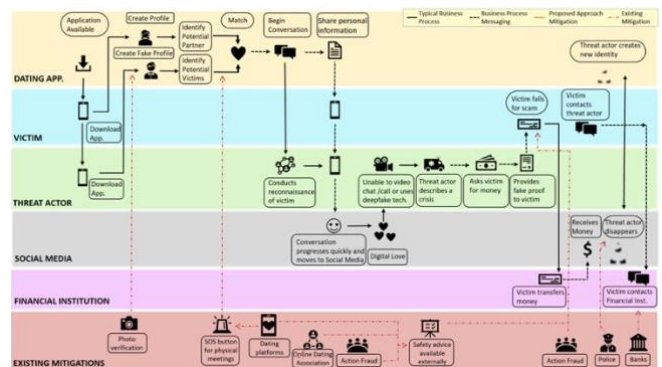 Typical Business
Process
Business Process
Messaging
Proposed Approach
Mitigation
Existing
Mitigation
Application
Available
Create Profile
Create Fake Profile
Identify
Potential
Partner
Identify
Potential
Victims
Match
Begin
Conversation
Share personal
information
Threat actor creates
new identity
DATING APP.
Download
App.
Victim falls
for scam
Victim
contacts
threat actor
VICTIM
Download
App.
Conducts
reconnaissance
of victim
Unable to video
chat /call or uses
deepfake tech.
Threat actor
describes a
crisis
Asks victim
for money
Provides
fake proof to
victim
THREAT ACTOR
Conversation
progresses quickly and
moves to Social Media
Digital Love
Receives
Money
$
Threat actor
disappears
SOCIAL MEDIA
Victim transfers
money
Victim contacts
Financial Inst.
FINANCIAL INSTITUTION
Photo
verification
SOS button
for physical
meetings
Dating
platforms
Online Dating
Association
Action Fraud
Safety advice
available
externally
Action Fraud
Police
Banks
EXISTING MITIGATIONS